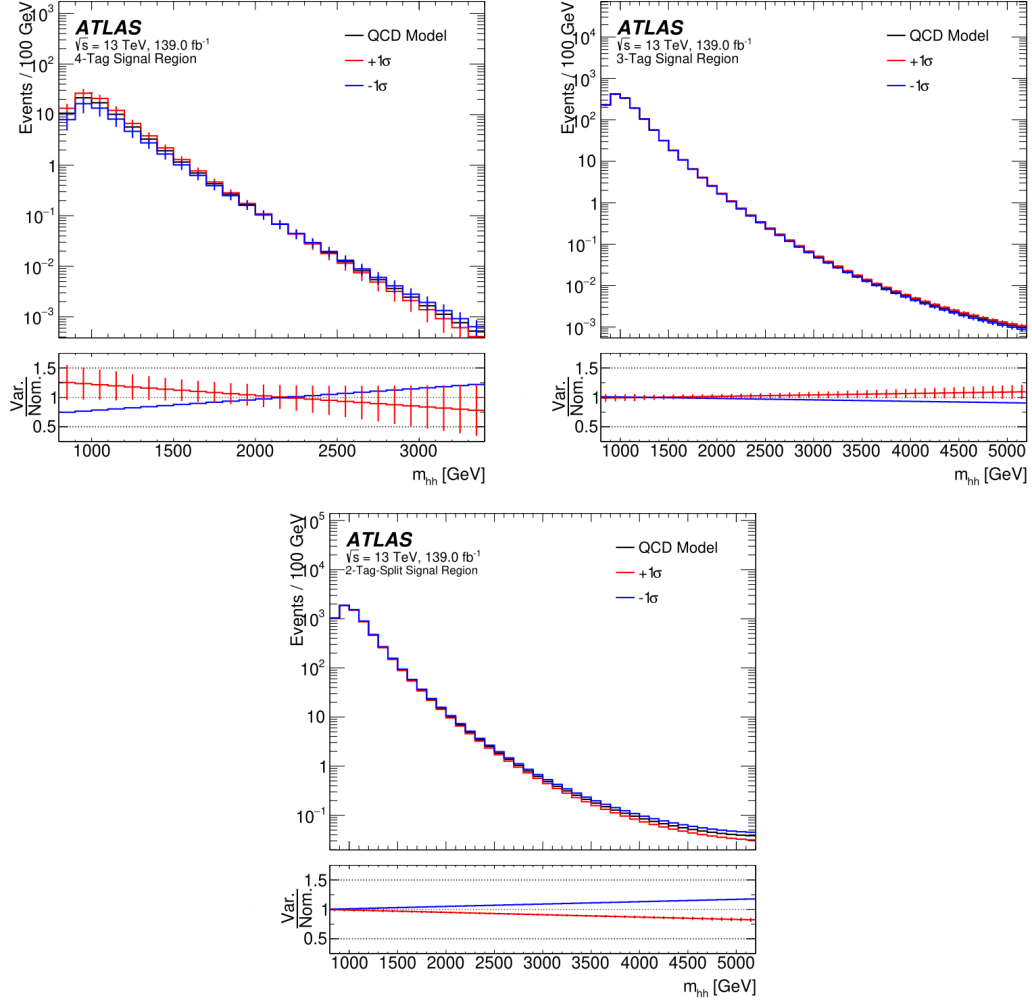 ATLAS
√s = 13 TeV, 139.0 fb⁻¹
4-Tag Signal Region
QCD Model
+1σ
-1σ
Events / 100 GeV
10³
10²
10
1
10⁻¹
10⁻²
10⁻³
Var.
Nom.
1.5
1
0.5
1000 1500 2000 2500 3000
m_hh [GeV]
ATLAS
√s = 13 TeV, 139.0 fb⁻¹
3-Tag Signal Region
QCD Model
+1σ
-1σ
Events / 100 GeV
10⁴
10³
10²
10
1
10⁻¹
10⁻²
10⁻³
Var.
Nom.
1.5
1
0.5
1000 1500 2000 2500 3000 3500 4000 4500 5000
m_hh [GeV]
ATLAS
√s = 13 TeV, 139.0 fb⁻¹
2-Tag-Split Signal Region
QCD Model
+1σ
-1σ
Events / 100 GeV
10⁵
10⁴
10³
10²
10
1
10⁻¹
Var.
Nom.
1.5
1
0.5
1000 1500 2000 2500 3000 3500 4000 4500 5000
m_hh [GeV]